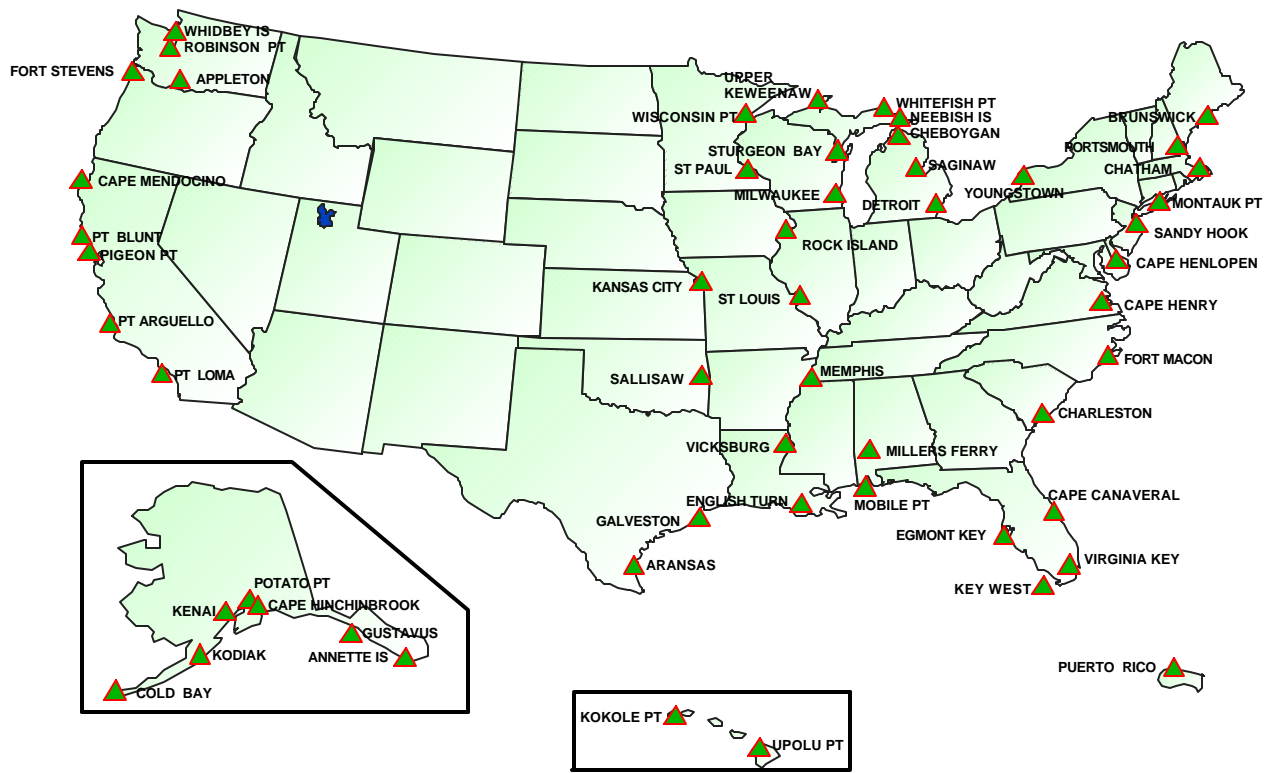 WHIDBEY IS
ROBINSON PT
FORT STEVENS
APPLETON
UPPER
KEWEENAW
WHITEFISH PT
WISCONSIN PT
NEEBISH IS
BRUNSWICK
CHEBOYGAN
STURGEON BAY
PORTSMOUTH
ST PAUL
SAGINAW
CHATHAM
CAPE MENDOCINO
MILWAUKEE
YOUNGSTOWN
DETROIT
MONTAUK PT
PT BLUNT
SANDY HOOK
ROCK ISLAND
PIGEON PT
CAPE HENLOPEN
KANSAS CITY
ST LOUIS
CAPE HENRY
PT ARGUELLO
FORT MACON
PT LOMA
MEMPHIS
SALLISAW
CHARLESTON
VICKSBURG
MILLERS FERRY
CAPE CANAVERAL
ENGLISH TURN
MOBILE PT
GALVESTON
EGMONT KEY
VIRGINIA KEY
ARANSAS
KEY WEST
POTATO PT
CAPE HINCHINBROOK
KENAI
GUSTAVUS
KODIAK
ANNETTE IS
PUERTO RICO
COLD BAY
KOKOLE PT
UPOLU PT